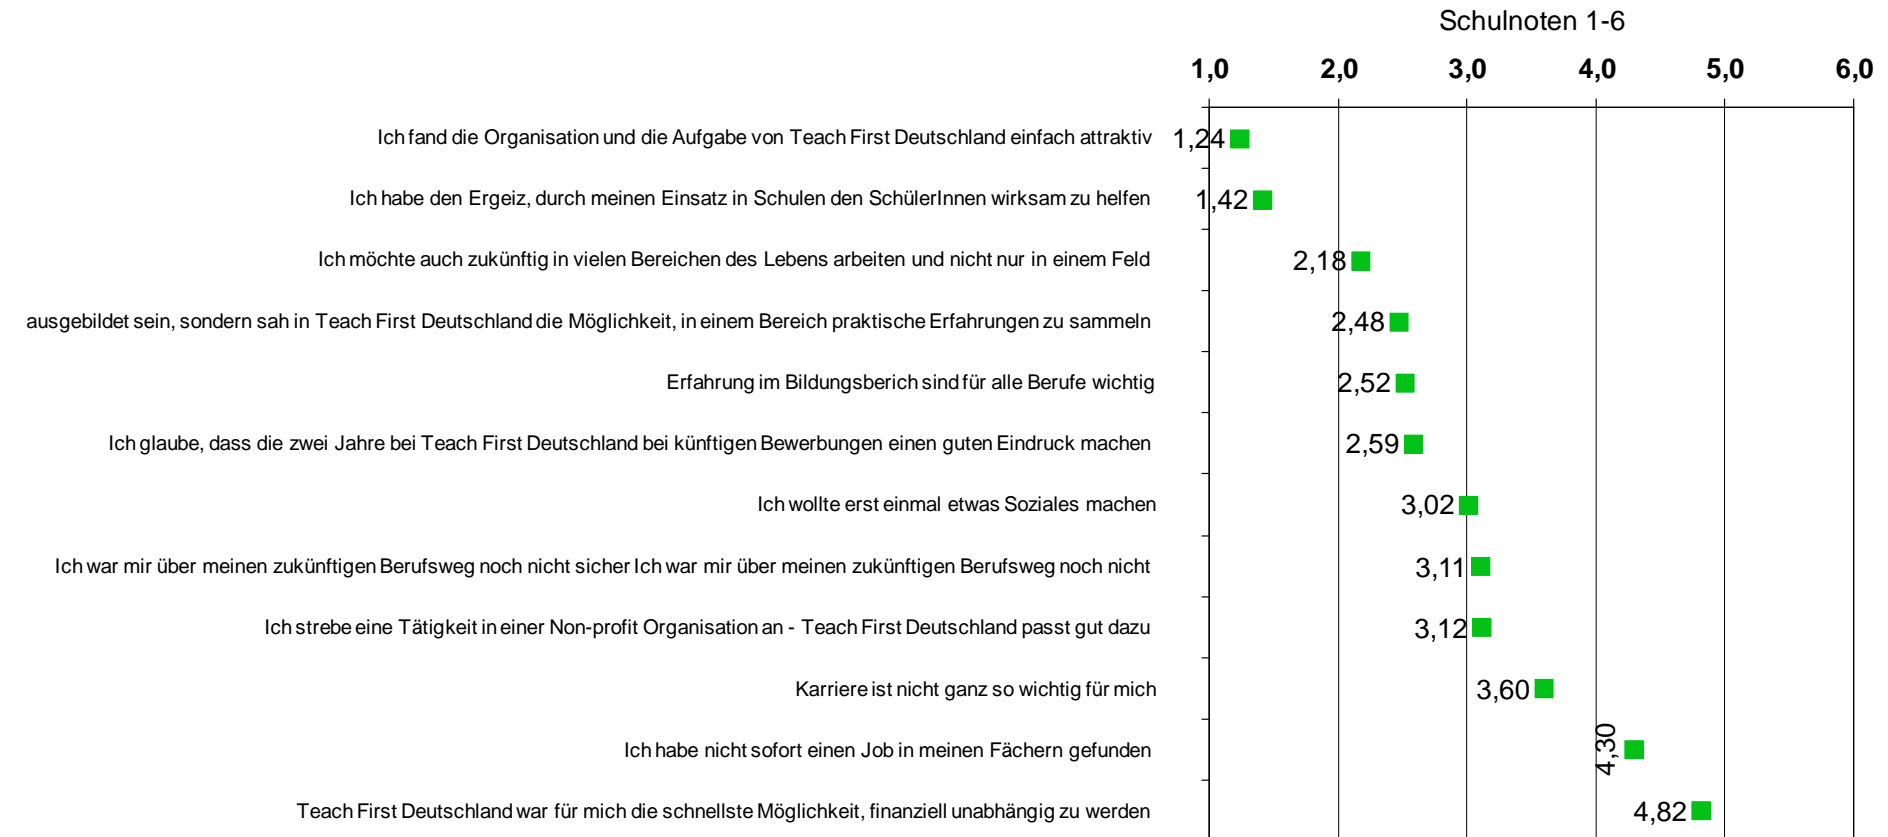 Schulnoten 1-6
1,0 2,0 3,0 4,0 5,0 6,0
Ich fand die Organisation und die Aufgabe von Teach First Deutschland einfach attraktiv 1,24
Ich habe den Ergeiz, durch meinen Einsatz in Schulen den SchülerInnen wirksam zu helfen 1,42
Ich möchte auch zukünftig in vielen Bereichen des Lebens arbeiten und nicht nur in einem Feld 2,18
ausgebildet sein, sondern sah in Teach First Deutschland die Möglichkeit, in einem Bereich praktische Erfahrungen zu sammeln 2,48
Erfahrung im Bildungsberich sind für alle Berufe wichtig 2,52
Ich glaube, dass die zwei Jahre bei Teach First Deutschland bei künftigen Bewerbungen einen guten Eindruck machen 2,59
Ich wollte erst einmal etwas Soziales machen 3,02
Ich war mir über meinen zukünftigen Berufsweg noch nicht sicher Ich war mir über meinen zukünftigen Berufsweg noch nicht 3,11
Ich strebe eine Tätigkeit in einer Non-profit Organisation an - Teach First Deutschland passt gut dazu 3,12
Karriere ist nicht ganz so wichtig für mich 3,60
Ich habe nicht sofort einen Job in meinen Fächern gefunden 4,30
Teach First Deutschland war für mich die schnellste Möglichkeit, finanziell unabhängig zu werden 4,82